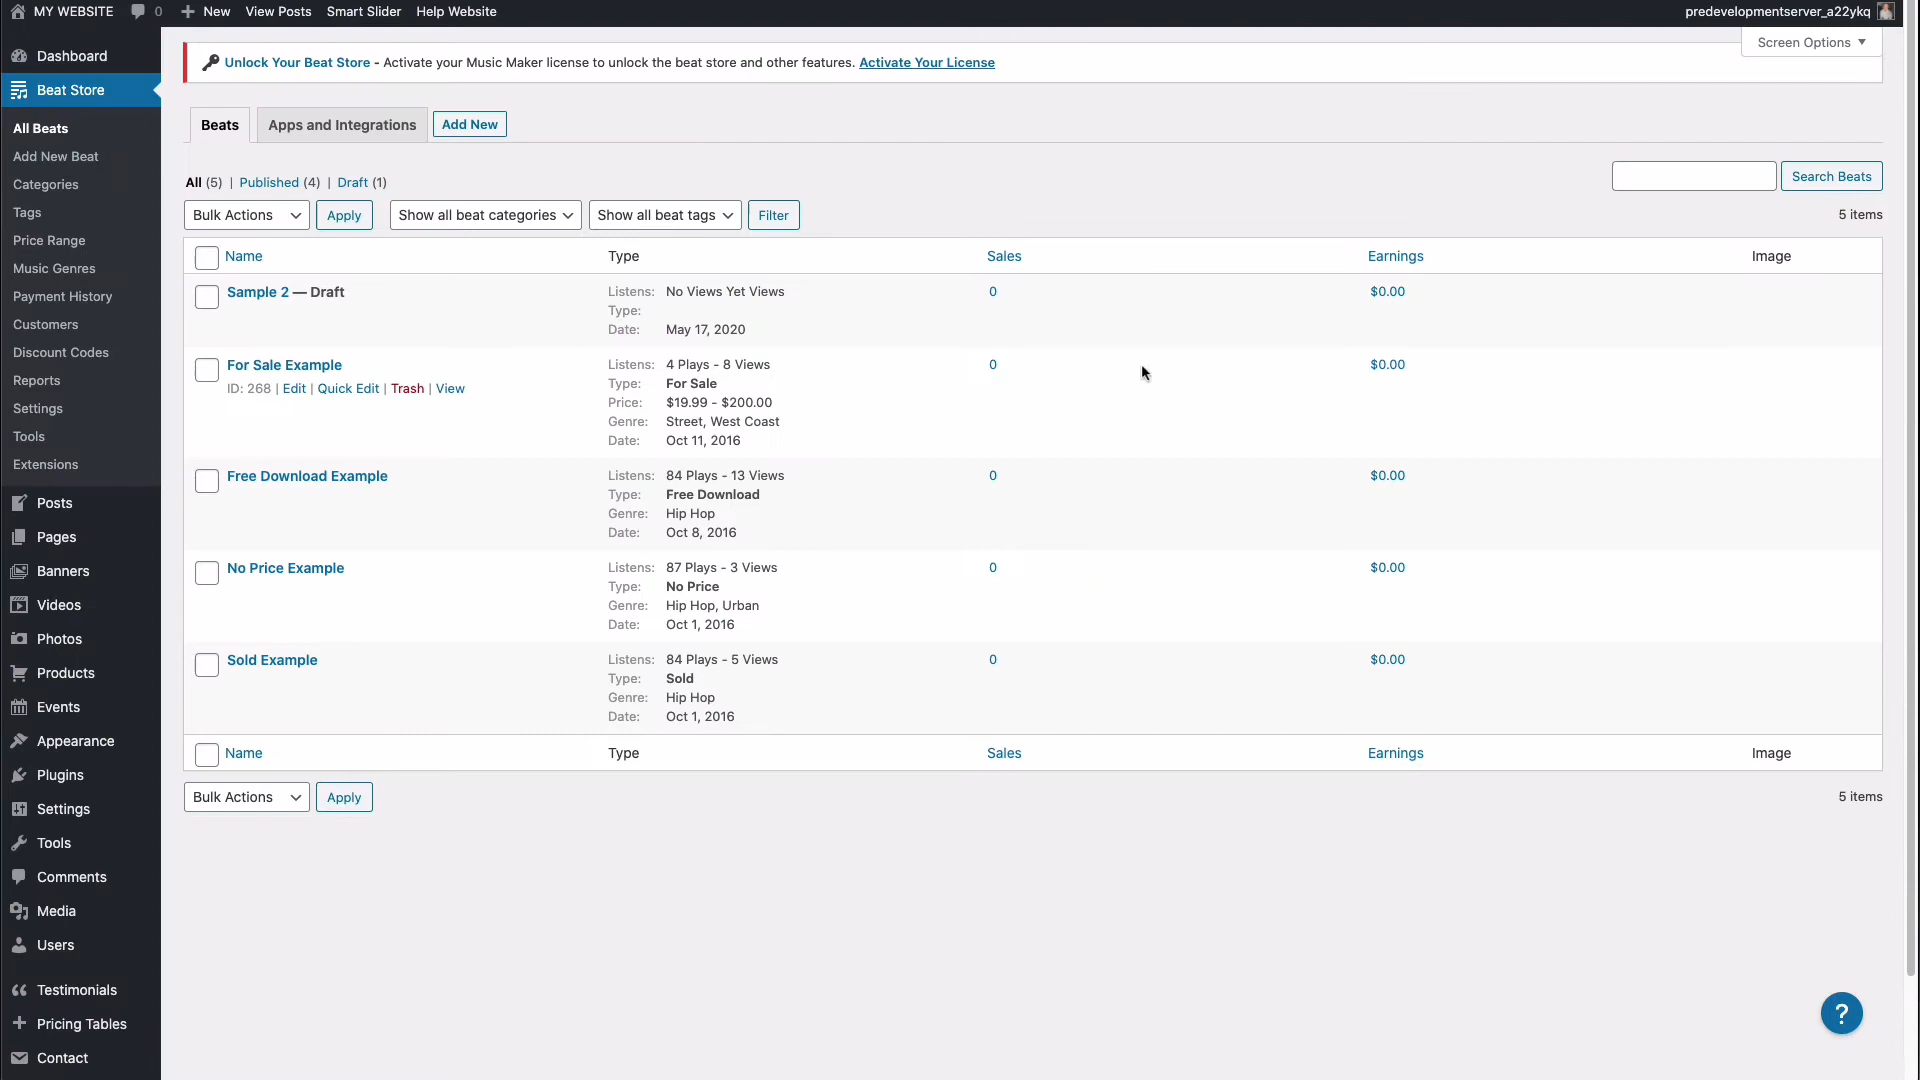 MY WEBSITE 0 New View Posts Smart Slider Help Website predevelopmentserver_a22ykq
Screen Options
Dashboard
Beat Store
All Beats
Add New Beat
Categories
Tags
Price Range
Music Genres
Payment History
Customers
Discount Codes
Reports
Settings
Tools
Extensions
Posts
Pages
Banners
Videos
Photos
Products
Events
Appearance
Plugins
Settings
Tools
Comments
Media
Users
Testimonials
Pricing Tables
Contact
Unlock Your Beat Store - Activate your Music Maker license to unlock the beat store and other features. Activate Your License
Beats Apps and Integrations Add New
All (5) | Published (4) | Draft (1)
Search Beats
Bulk Actions Apply Show all beat categories Show all beat tags Filter 5 items
Name Type Sales Earnings Image
Sample 2 — Draft Listens: No Views Yet Views 0 $0.00
Type:
Date: May 17, 2020
For Sale Example Listens: 4 Plays - 8 Views 0 $0.00
ID: 268 | Edit | Quick Edit | Trash | View Type: For Sale
Price: $19.99 - $200.00
Genre: Street, West Coast
Date: Oct 11, 2016
Free Download Example Listens: 84 Plays - 13 Views 0 $0.00
Type: Free Download
Genre: Hip Hop
Date: Oct 8, 2016
No Price Example Listens: 87 Plays - 3 Views 0 $0.00
Type: No Price
Genre: Hip Hop, Urban
Date: Oct 1, 2016
Sold Example Listens: 84 Plays - 5 Views 0 $0.00
Type: Sold
Genre: Hip Hop
Date: Oct 1, 2016
Name Type Sales Earnings Image
Bulk Actions Apply 5 items
?